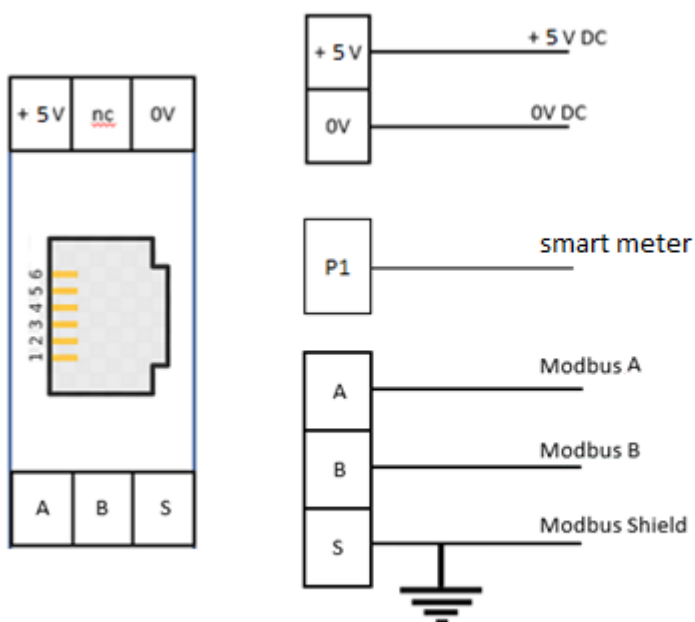 + 5 V nc 0V
6
5
4
3
2
1
A B S
+ 5 V
+ 5 V DC
0V
0V DC
P1
smart meter
A
Modbus A
B
Modbus B
S
Modbus Shield